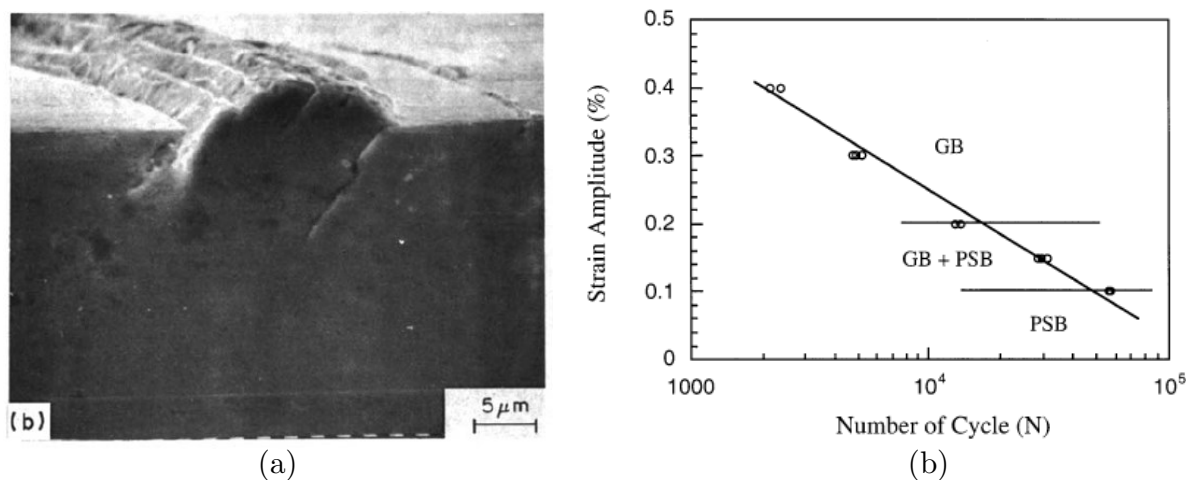 (b)
5 μm
(a)
Strain Amplitude (%)
0.5
0.4
0.3
0.2
0.1
0
GB
GB + PSB
PSB
1000
10⁴
10⁵
Number of Cycle (N)
(b)